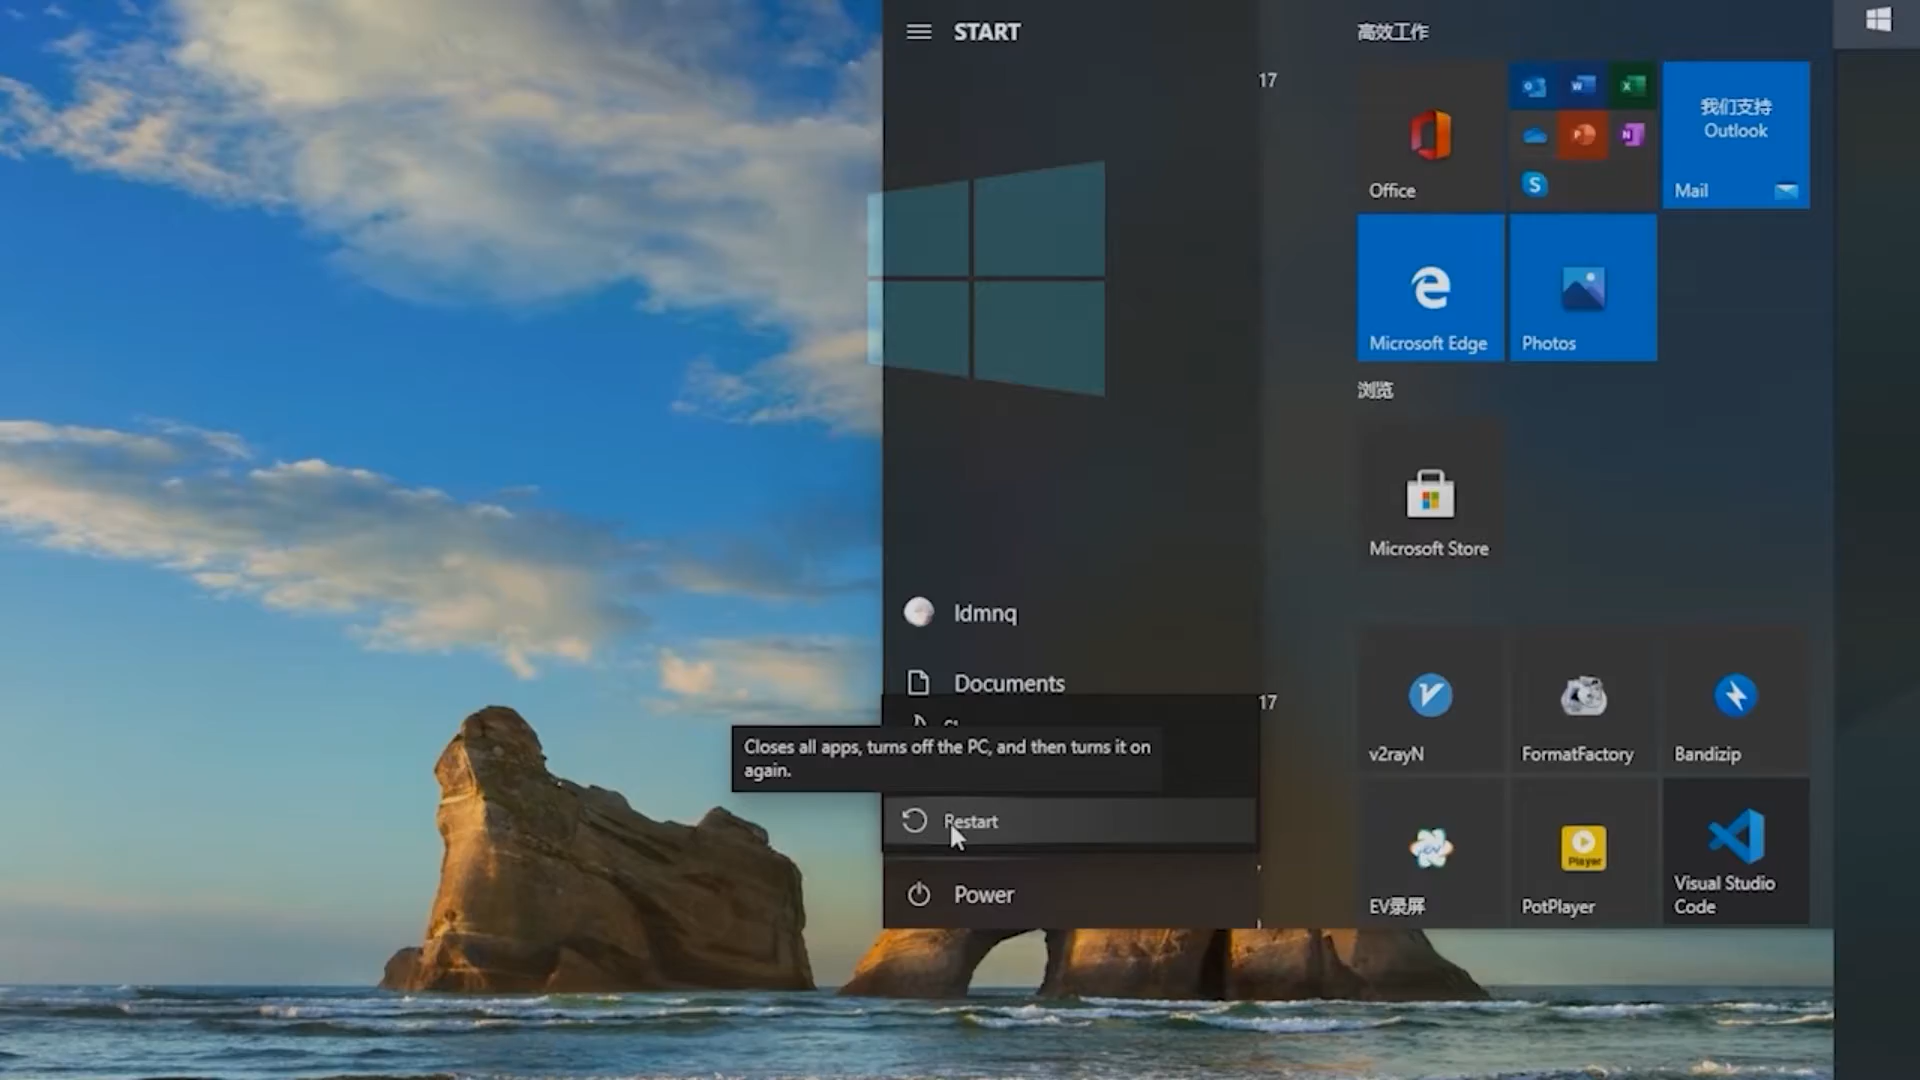 START
高效工作
17
Office
我们支持
Outlook
Mail
Microsoft Edge
Photos
浏览
Microsoft Store
ldmnq
Documents
17
Closes all apps, turns off the PC, and then turns it on
again.
Restart
Power
v2rayN
FormatFactory
Bandizip
EV录屏
Player
PotPlayer
Visual Studio
Code